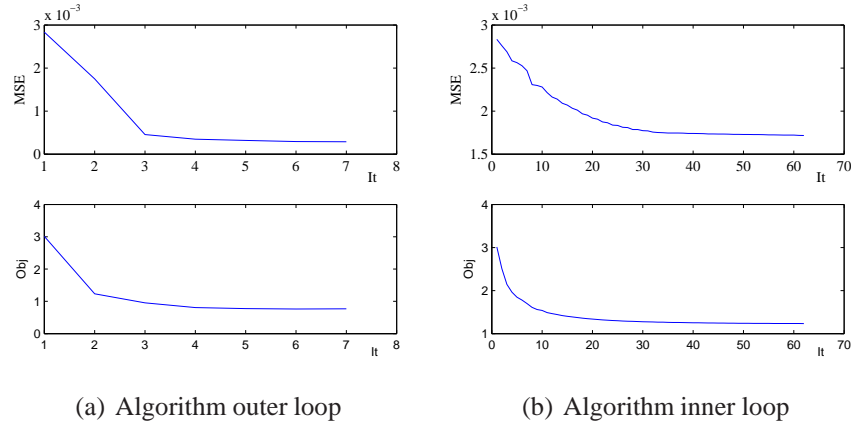 x 10⁻³
3
2
1
0
MSE
1 2 3 4 5 6 7 8
It
4
3
2
1
0
Obj
1 2 3 4 5 6 7 8
It
(a) Algorithm outer loop
x 10⁻³
3
2.5
2
1.5
MSE
0 10 20 30 40 50 60 70
It
4
3
2
1
Obj
0 10 20 30 40 50 60 70
It
(b) Algorithm inner loop